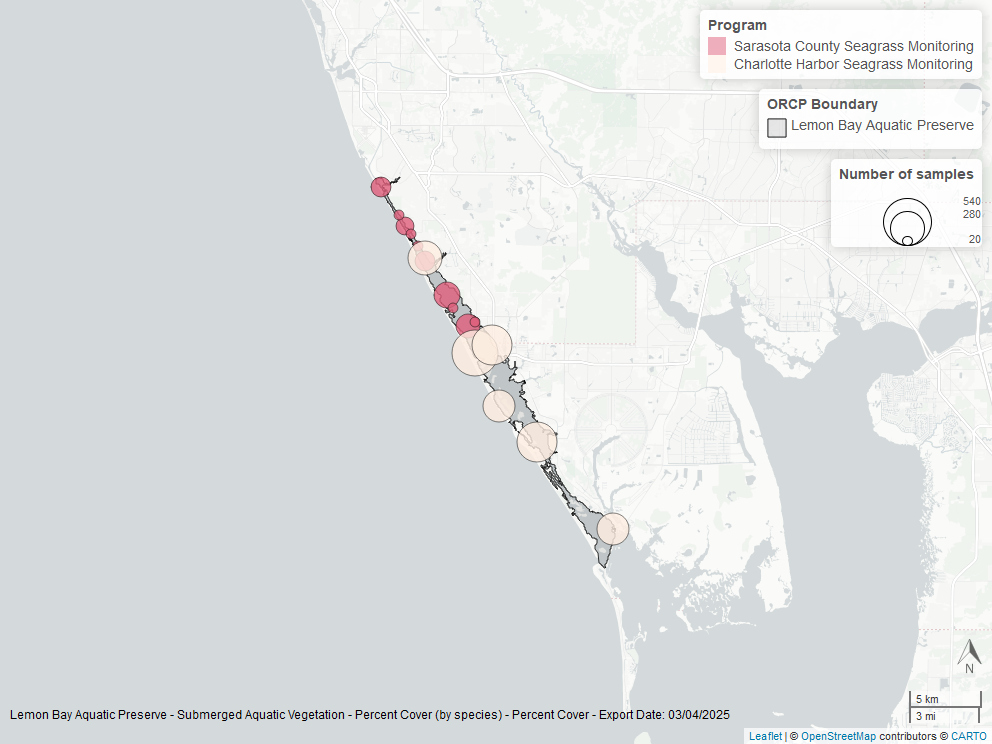 Program
Sarasota County Seagrass Monitoring
Charlotte Harbor Seagrass Monitoring
ORCP Boundary
Lemon Bay Aquatic Preserve
Number of samples
540
280
20
N
5 km
3 mi
Lemon Bay Aquatic Preserve - Submerged Aquatic Vegetation - Percent Cover (by species) - Percent Cover - Export Date: 03/04/2025
Leaflet | © OpenStreetMap contributors © CARTO